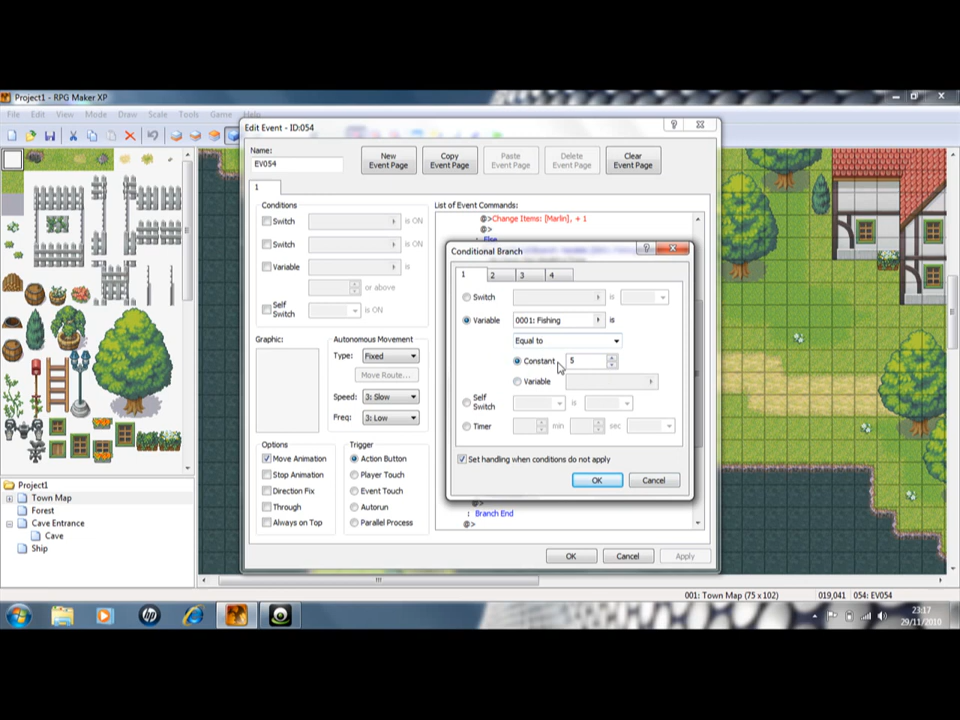 Project1 - RPG Maker XP
File Edit View Mode Draw Scale Tools Game Help
Edit Event - ID:054
Name:
EV054
New Event Page
Copy Event Page
Paste Event Page
Delete Event Page
Clear Event Page
1
Conditions
Switch is ON
Switch is ON
Variable is
or above
Self Switch is ON
Graphic:
Autonomous Movement
Type: Fixed
Move Route...
Speed: 3: Slow
Freq: 3: Low
Options
Move Animation
Stop Animation
Direction Fix
Through
Always on Top
Trigger
Action Button
Player Touch
Event Touch
Autorun
Parallel Process
List of Event Commands:
@>Change Items: [Marlin], + 1
@>
: Else
@>
: Branch End
@>
OK Cancel Apply
Conditional Branch
1 2 3 4
Switch is
Variable 0001: Fishing is
Equal to
Constant 5
Variable
Self Switch is
Timer min sec
Set handling when conditions do not apply
OK Cancel
Project1
Town Map
Forest
Cave Entrance
Cave
Ship
001: Town Map (75 x 102) 019,041 054: EV054
23:17
29/11/2010